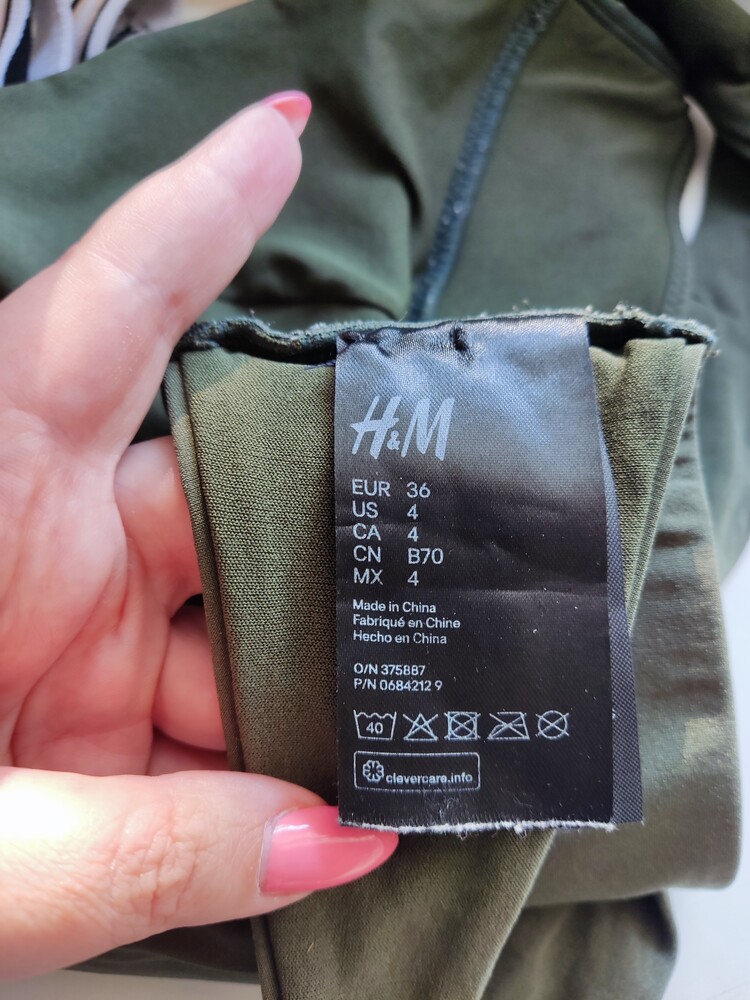 H&M
EUR 36
US 4
CA 4
CN B70
MX 4
Made in China
Fabriqué en Chine
Hecho en China
O/N 375887
P/N 0684212 9
40
clevercare.info